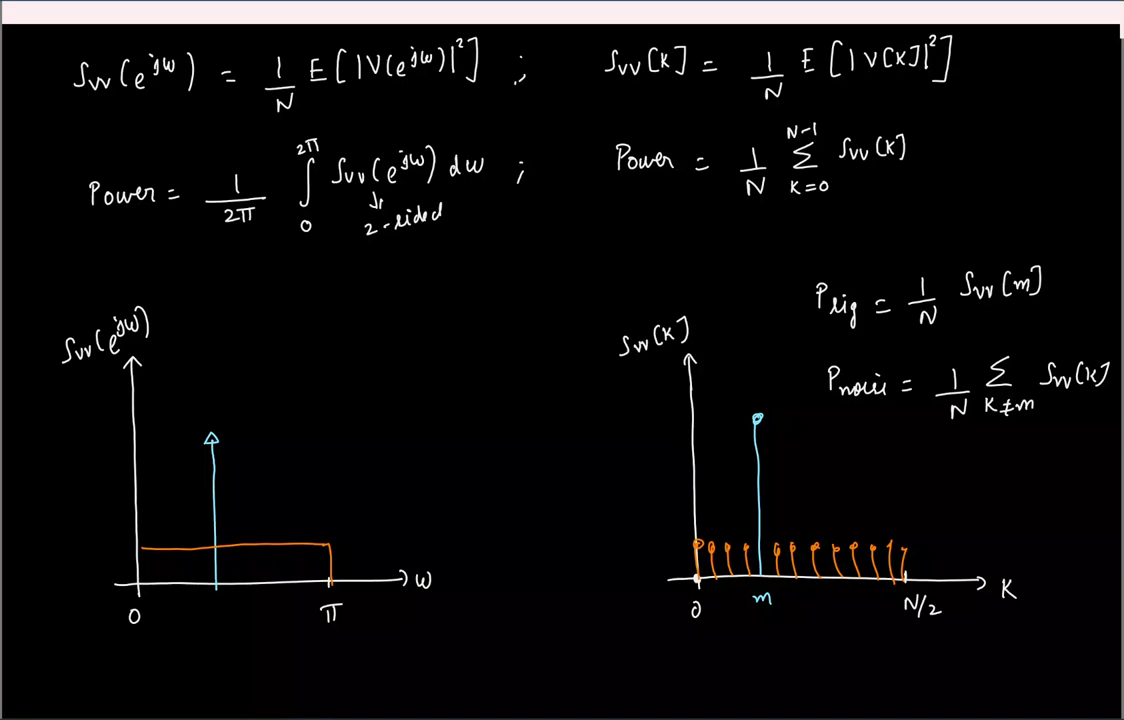 Svv(e^jω) = 1/N E[|V(e^jω)|²] ; Svv[K] = 1/N E[|V[K]|²]
Power = 1/2π ∫₀^2π Svv(e^jω) dω ; Power = 1/N Σ_{K=0}^{N-1} Svv[K]
2-sided
Psig = 1/N Svv[m]
Svv(e^jω) Svv[K]
Pnoise = 1/N Σ_{K≠m} Svv[K]
ω K
0 π 0 m N/2